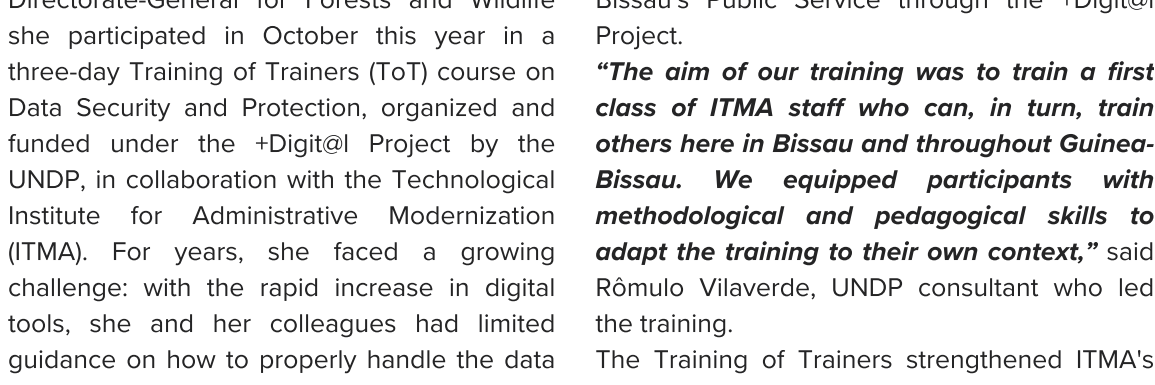 Directorate-General for Forests and Wildlife
she participated in October this year in a
three-day Training of Trainers (ToT) course on
Data Security and Protection, organized and
funded under the +Digit@l Project by the
UNDP, in collaboration with the Technological
Institute for Administrative Modernization
(ITMA). For years, she faced a growing
challenge: with the rapid increase in digital
tools, she and her colleagues had limited
guidance on how to properly handle the data
Bissau's Public Service through the +Digit@l
Project.
“The aim of our training was to train a first
class of ITMA staff who can, in turn, train
others here in Bissau and throughout Guinea-
Bissau. We equipped participants with
methodological and pedagogical skills to
adapt the training to their own context,” said
Rômulo Vilaverde, UNDP consultant who led
the training.
The Training of Trainers strengthened ITMA's